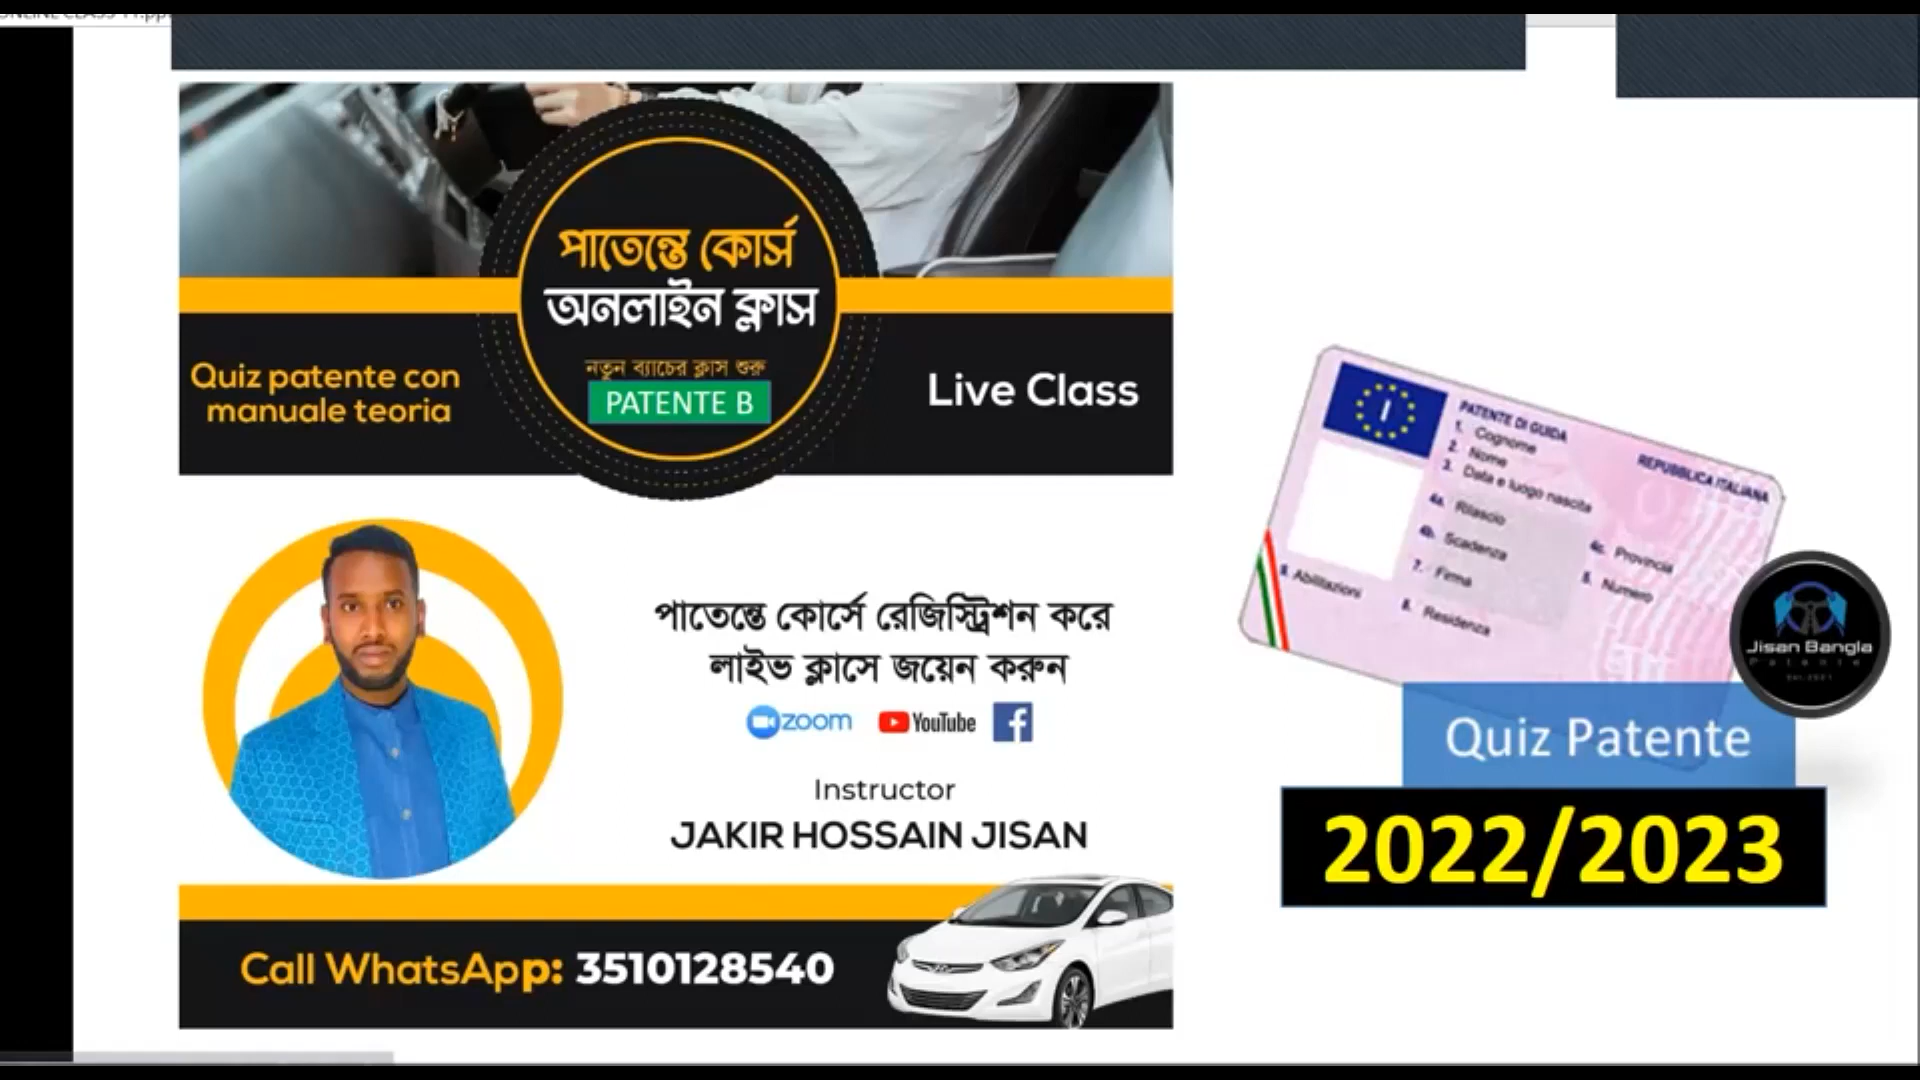 পাতেন্তে কোর্স
অনলাইন ক্লাস
নতুন ব্যাচের ক্লাস শুরু
PATENTE B
Quiz patente con
manuale teoria
Live Class
পাতেন্তে কোর্সে রেজিস্ট্রিশন করে
লাইভ ক্লাসে জয়েন করুন
zoom
YouTube
f
Instructor
JAKIR HOSSAIN JISAN
Call WhatsApp: 3510128540
I
PATENTE DI GUIDA
REPUBBLICA ITALIANA
1. Cognome
2. Nome
3. Data e luogo nascita
4a. Rilascio
4c. Provincia
4b. Scadenza
5. Numero
7. Firma
8. Residenza
9. Abilitazioni
Jisan Bangla
Patente
Quiz Patente
2022/2023